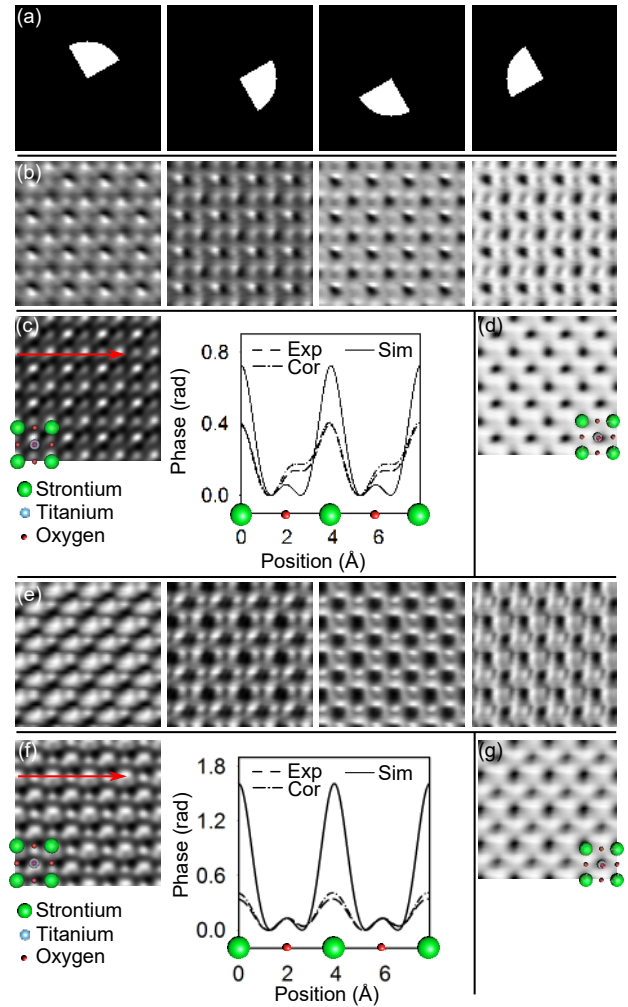 (a)
(b)
(c)
(d)
Exp
Sim
Cor
0.8
0.4
0.0
Phase (rad)
0 2 4 6
Position (Å)
Strontium
Titanium
Oxygen
(e)
(f)
(g)
Exp
Sim
Cor
1.8
1.2
0.6
0.0
Phase (rad)
0 2 4 6
Position (Å)
Strontium
Titanium
Oxygen